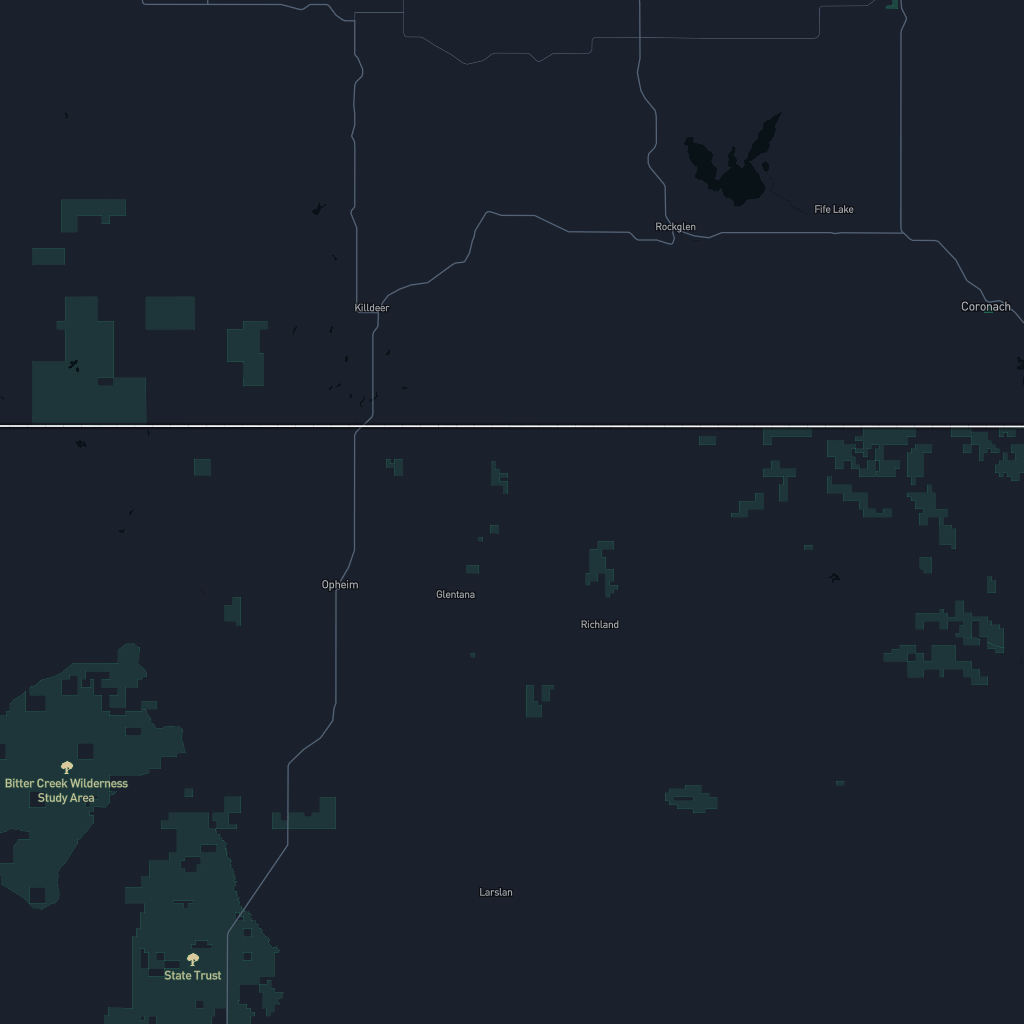 Fife Lake
Rockglen
Killdeer
Coronach
Opheim
Glentana
Richland
Bitter Creek Wilderness
Study Area
Larslan
State Trust